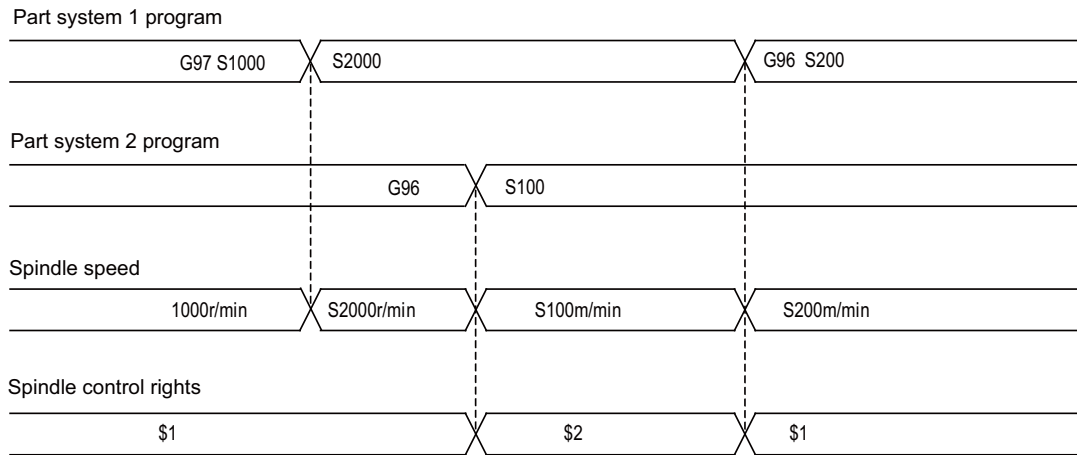 Part system 1 program
G97 S1000 S2000 G96 S200
Part system 2 program
G96 S100
Spindle speed
1000r/min S2000r/min S100m/min S200m/min
Spindle control rights
$1 $2 $1